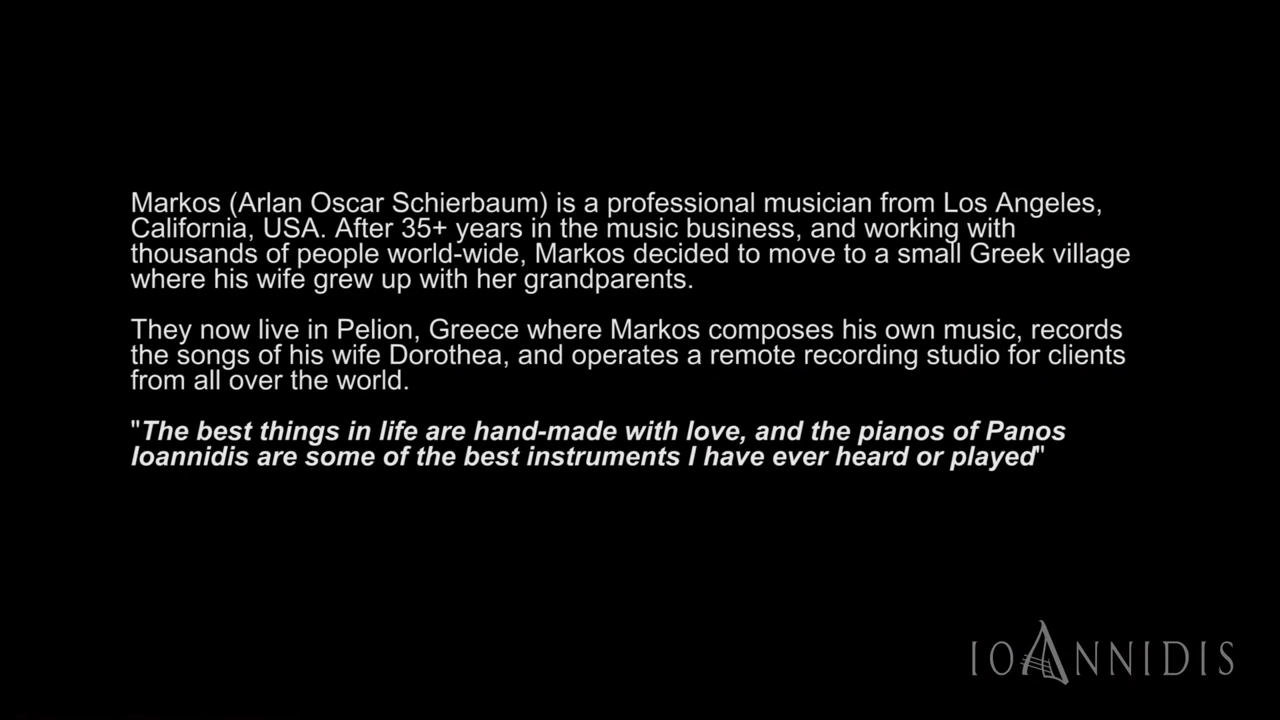 Markos (Arlan Oscar Schierbaum) is a professional musician from Los Angeles,
California, USA. After 35+ years in the music business, and working with
thousands of people world-wide, Markos decided to move to a small Greek village
where his wife grew up with her grandparents.
They now live in Pelion, Greece where Markos composes his own music, records
the songs of his wife Dorothea, and operates a remote recording studio for clients
from all over the world.
"The best things in life are hand-made with love, and the pianos of Panos
Ioannidis are some of the best instruments I have ever heard or played"
IOANNIDIS